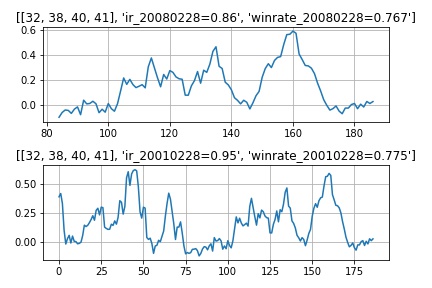 [[32, 38, 40, 41], 'ir_20080228=0.86', 'winrate_20080228=0.767']
0.6
0.4
0.2
0.0
80 100 120 140 160 180
[[32, 38, 40, 41], 'ir_20010228=0.95', 'winrate_20010228=0.775']
0.50
0.25
0.00
0 25 50 75 100 125 150 175